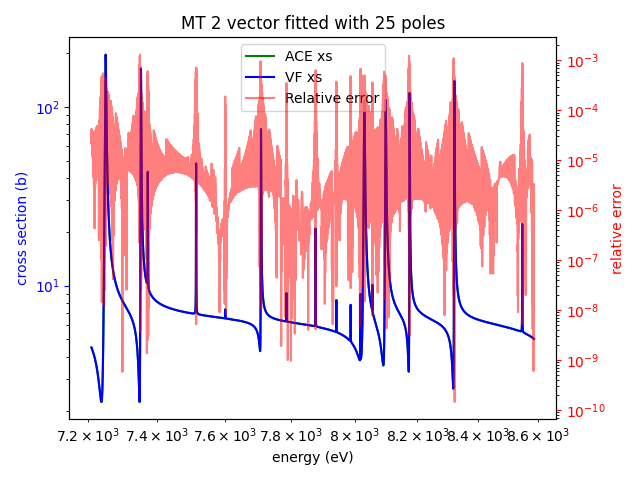 MT 2 vector fitted with 25 poles
ACE xs
VF xs
Relative error
10²
10¹
cross section (b)
10⁻³
10⁻⁴
10⁻⁵
10⁻⁶
10⁻⁷
10⁻⁸
10⁻⁹
10⁻¹⁰
relative error
7.2 × 10³ 7.4 × 10³ 7.6 × 10³ 7.8 × 10³ 8 × 10³ 8.2 × 10³ 8.4 × 10³ 8.6 × 10³
energy (eV)